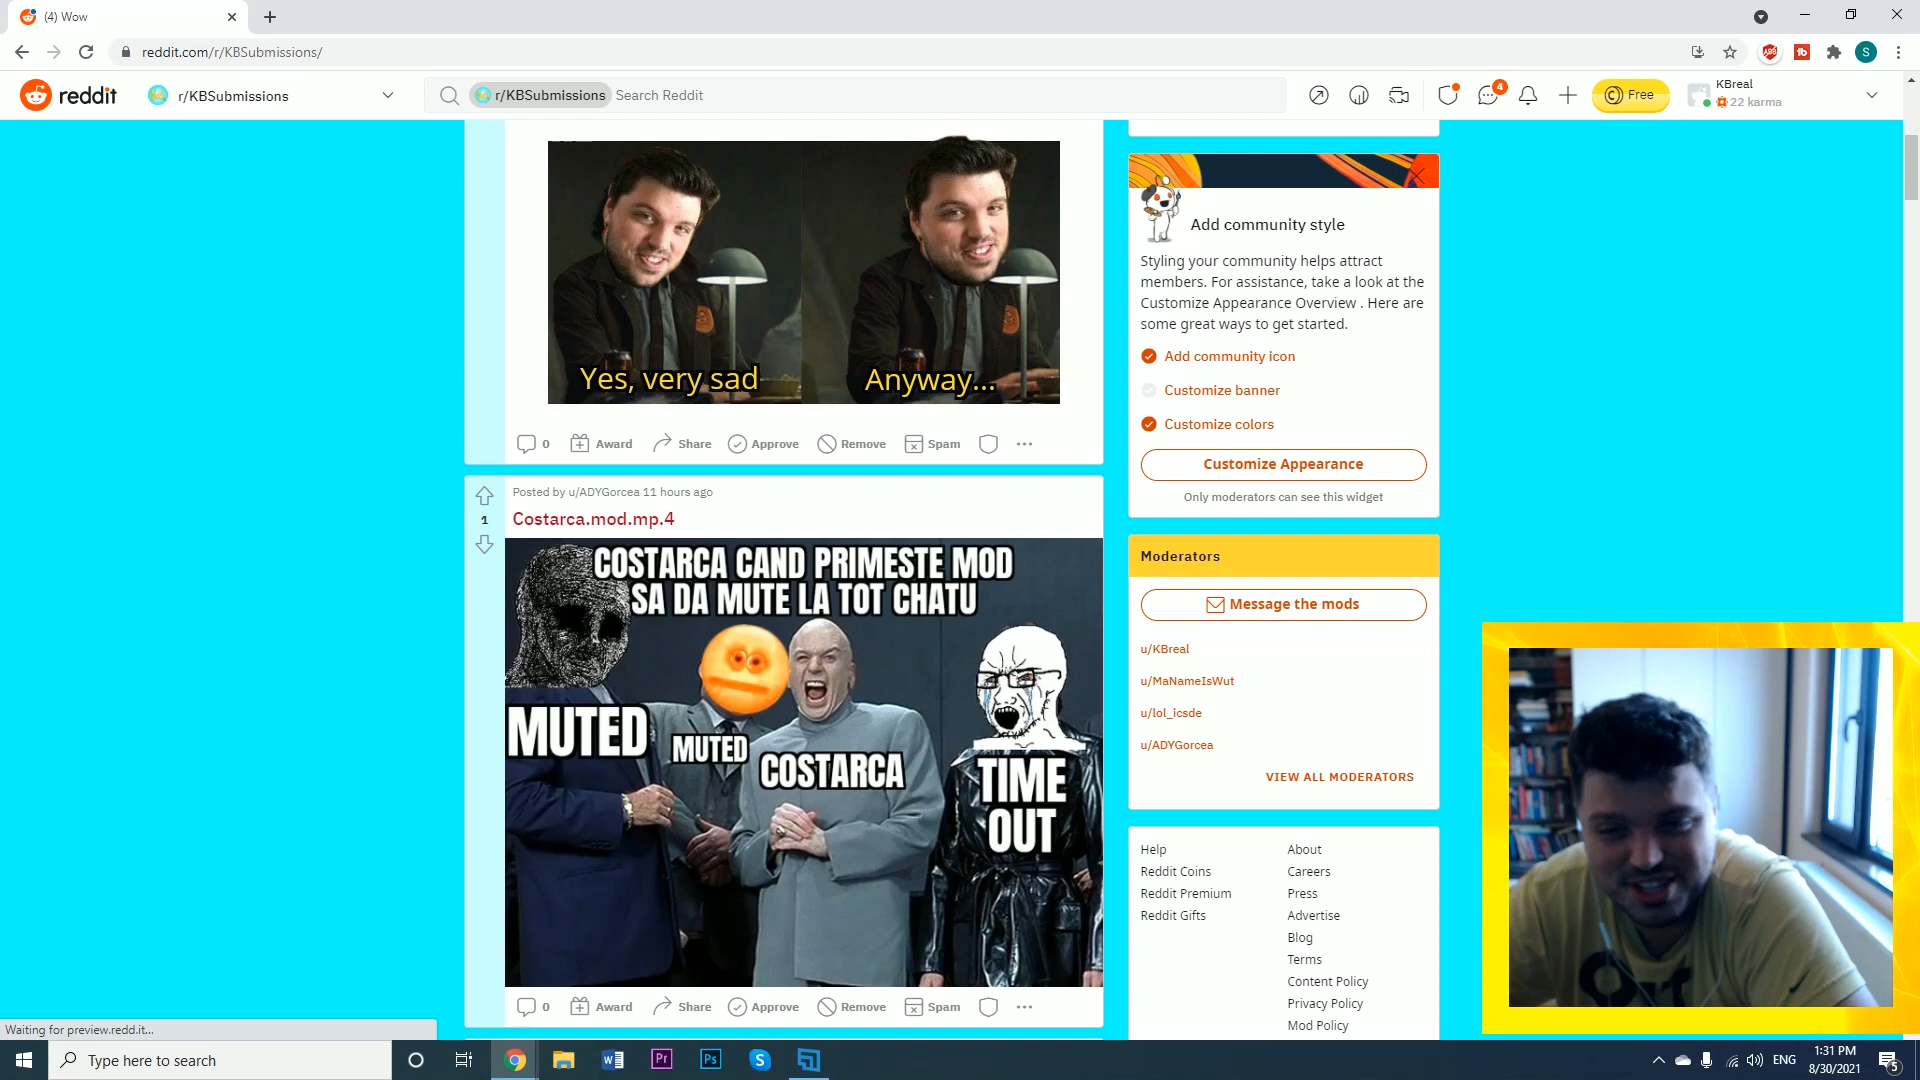 (4) Wow
reddit.com/r/KBSubmissions/
S
reddit
r/KBSubmissions
r/KBSubmissions
Search Reddit
4
Free
KBreal
22 karma
Yes, very sad
Anyway...
0
Award
Share
Approve
Remove
Spam
Posted by u/ADYGorcea 11 hours ago
1
Costarca.mod.mp.4
COSTARCA CAND PRIMESTE MOD
SA DA MUTE LA TOT CHATU
MUTED
MUTED
COSTARCA
TIME
OUT
0
Award
Share
Approve
Remove
Spam
Add community style
Styling your community helps attract
members. For assistance, take a look at the
Customize Appearance Overview . Here are
some great ways to get started.
Add community icon
Customize banner
Customize colors
Customize Appearance
Only moderators can see this widget
Moderators
Message the mods
u/KBreal
u/MaNameIsWut
u/lol_icsde
u/ADYGorcea
VIEW ALL MODERATORS
Help
Reddit Coins
Reddit Premium
Reddit Gifts
About
Careers
Press
Advertise
Blog
Terms
Content Policy
Privacy Policy
Mod Policy
Waiting for preview.redd.it...
Type here to search
W
Pr
Ps
S
ENG
1:31 PM
8/30/2021
5